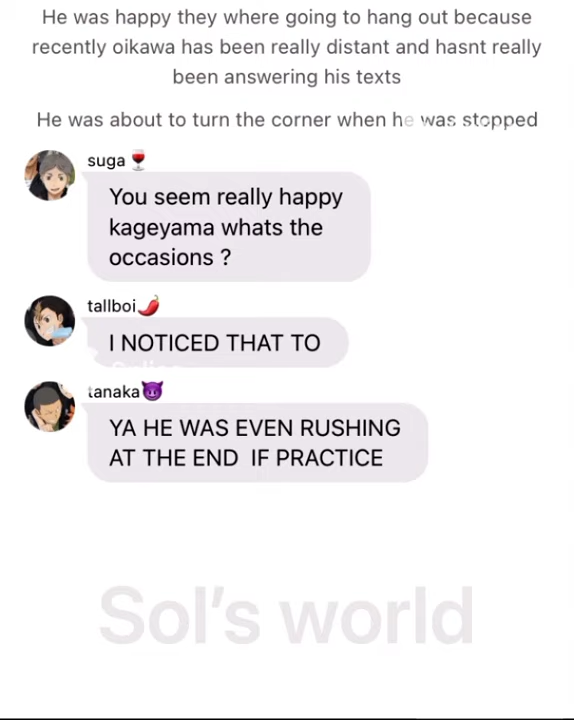 He was happy they where going to hang out because
recently oikawa has been really distant and hasnt really
been answering his texts
He was about to turn the corner when he was stopped
suga🍷
You seem really happy
kageyama whats the
occasions ?
tallboi🌶️
I NOTICED THAT TO
tanaka😈
YA HE WAS EVEN RUSHING
AT THE END  IF PRACTICE
Sol's world